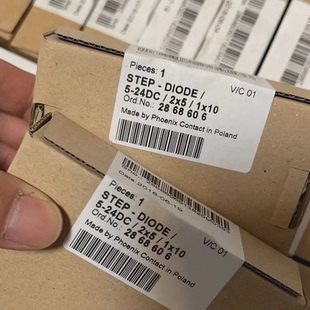 Pieces: 1
V/C 01
STEP - DIODE /
5-24DC / 2x5 / 1x10
Ord.No.: 28 68 60 6
Made by Phoenix Contact in Poland
Pieces: 1
V/C 01
STEP - DIODE /
5-24DC / 2x5 / 1x10
Ord.No.: 28 68 60 6
Made by Phoenix Contact in Poland